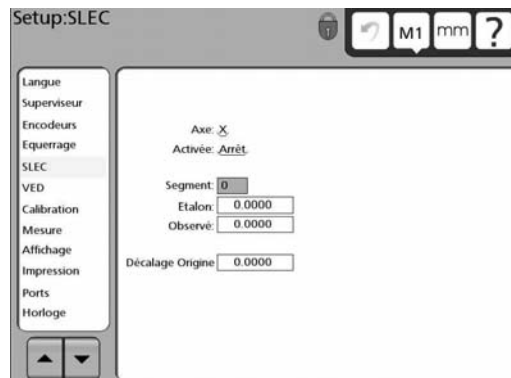 Setup:SLEC
M1 mm ?
Langue
Superviseur
Encodeurs
Equerrage
SLEC
VED
Calibration
Mesure
Affichage
Impression
Ports
Horloge
Axe: X
Activée: Arrêt
Segment: 0
Etalon: 0.0000
Observé: 0.0000
Décalage Origine 0.0000